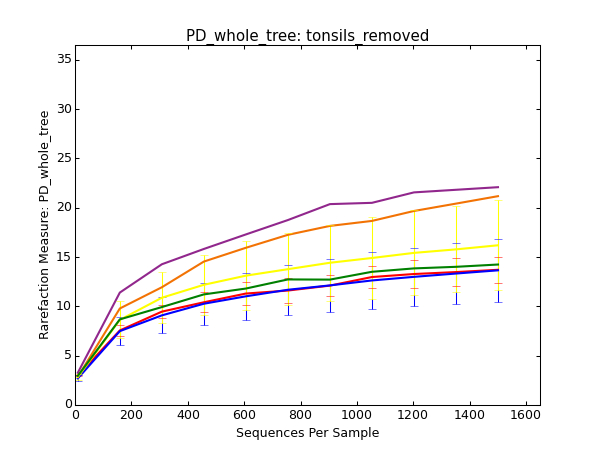 PD_whole_tree: tonsils_removed
Rarefaction Measure: PD_whole_tree
35
30
25
20
15
10
5
0
0 200 400 600 800 1000 1200 1400 1600
Sequences Per Sample